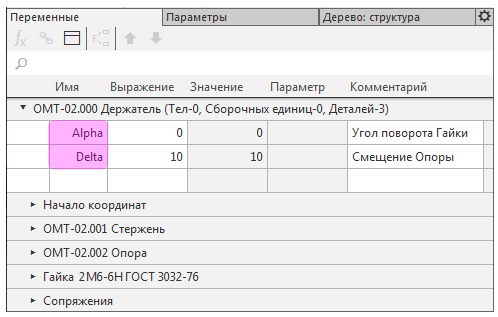 Переменные Параметры Дерево: структура
Имя Выражение Значение Параметр Комментарий
ОМТ-02.000 Держатель (Тел-0, Сборочных единиц-0, Деталей-3)
Alpha 0 0 Угол поворота Гайки
Delta 10 10 Смещение Опоры
Начало координат
ОМТ-02.001 Стержень
ОМТ-02.002 Опора
Гайка 2М6-6Н ГОСТ 3032-76
Сопряжения